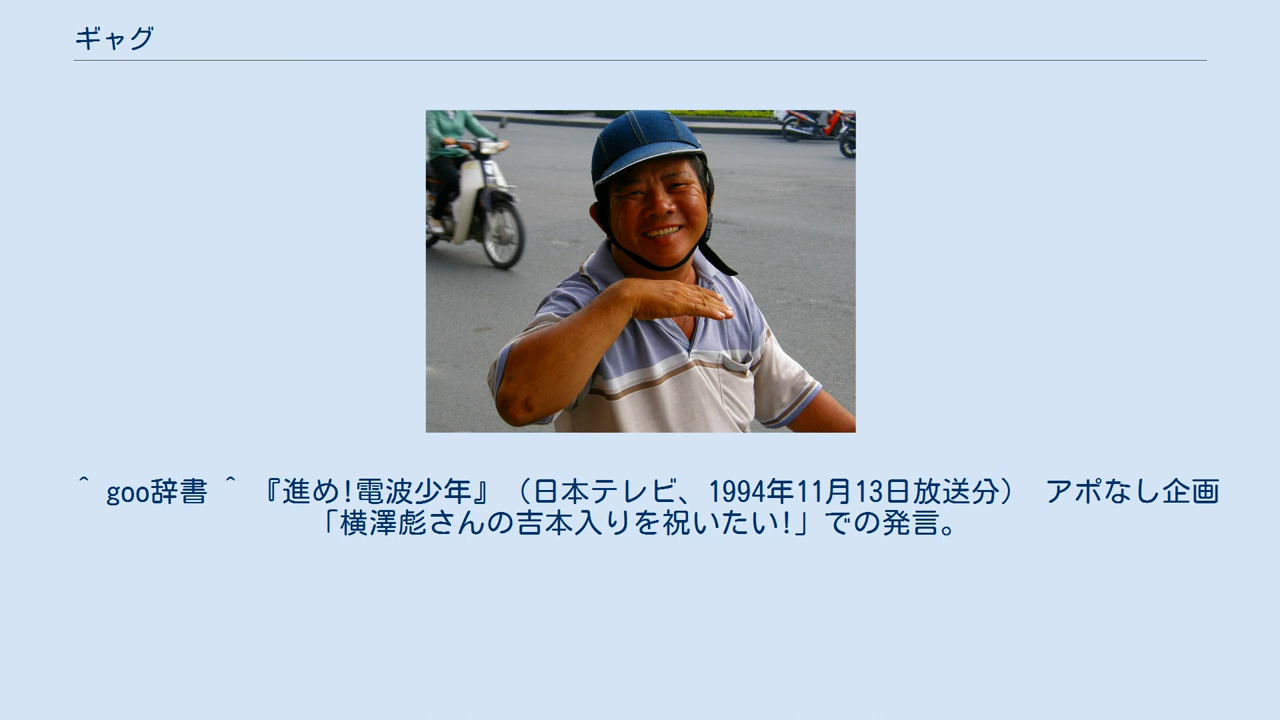 ギャグ
^ goo辞書 ^ 『進め!電波少年』（日本テレビ、1994年11月13日放送分） アポなし企画
「横澤彪さんの吉本入りを祝いたい!」での発言。